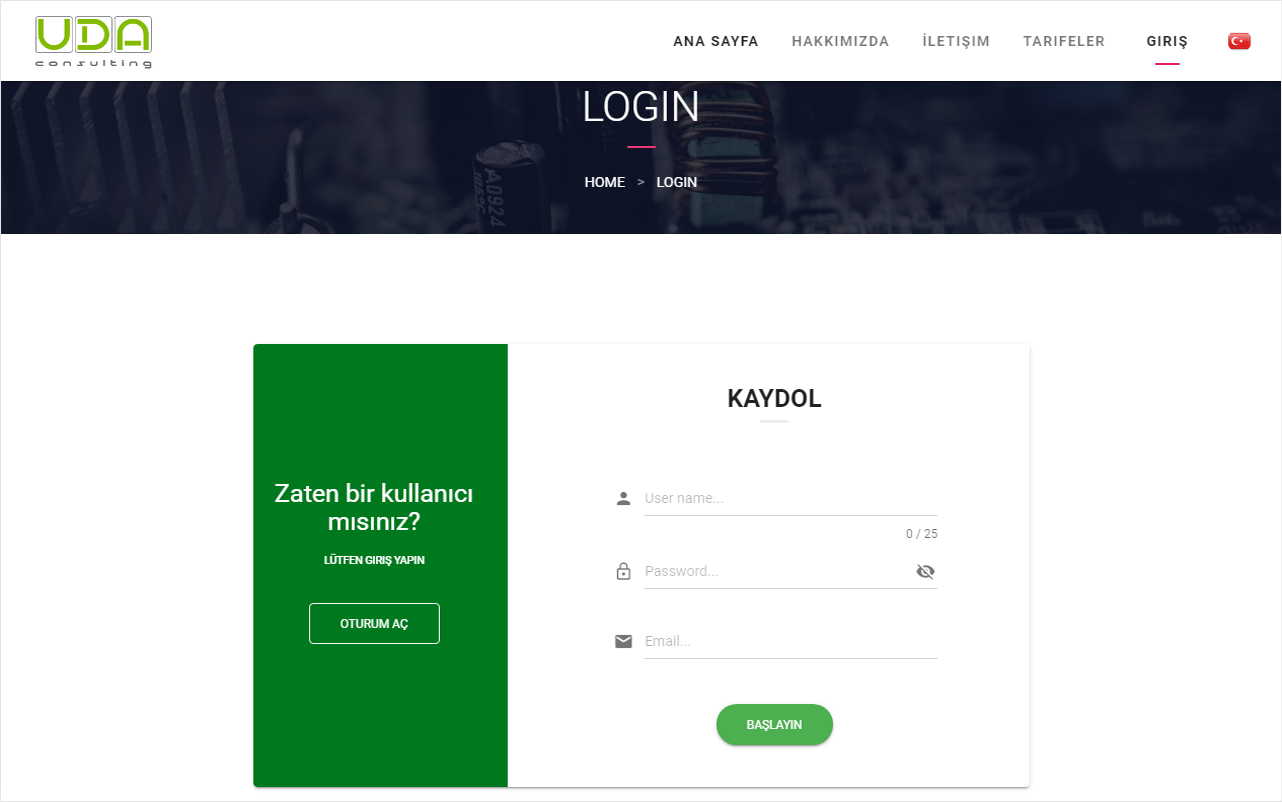 UDA
consulting
ANA SAYFA
HAKKIMIZDA
İLETIŞIM
TARIFELER
GIRIŞ
LOGIN
A0924
HOME > LOGIN
KAYDOL
Zaten bir kullanıcı
mısınız?
LÜTFEN GIRIŞ YAPIN
OTURUM AÇ
User name...
0 / 25
Password...
Email...
BAŞLAYIN